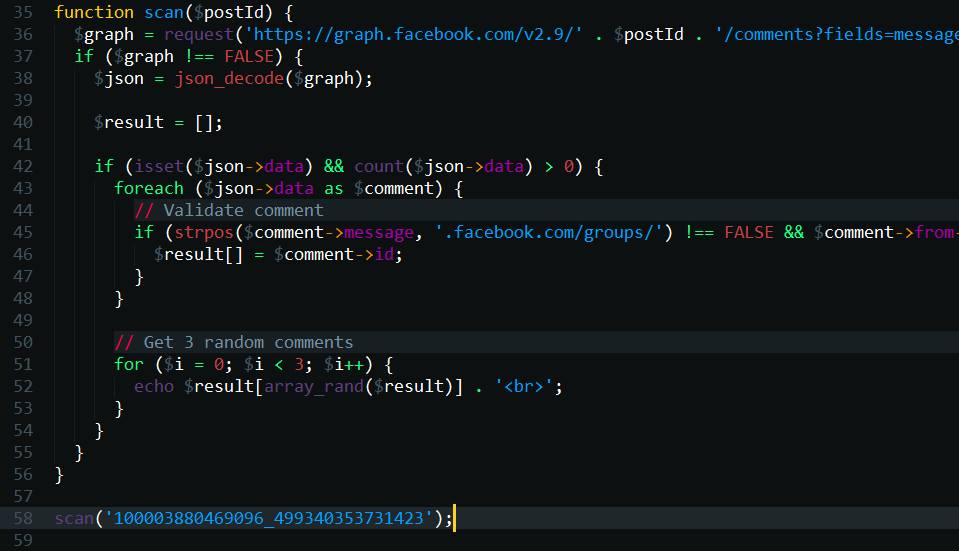 35 function scan($postId) {
36 $graph = request('https://graph.facebook.com/v2.9/' . $postId . '/comments?fields=message
37 if ($graph !== FALSE) {
38 $json = json_decode($graph);
39
40 $result = [];
41
42 if (isset($json->data) && count($json->data) > 0) {
43 foreach ($json->data as $comment) {
44 // Validate comment
45 if (strpos($comment->message, '.facebook.com/groups/') !== FALSE && $comment->from-
46 $result[] = $comment->id;
47 }
48 }
49
50 // Get 3 random comments
51 for ($i = 0; $i < 3; $i++) {
52 echo $result[array_rand($result)] . '<br>';
53 }
54 }
55 }
56 }
57
58 scan('100003880469096_499340353731423');
59